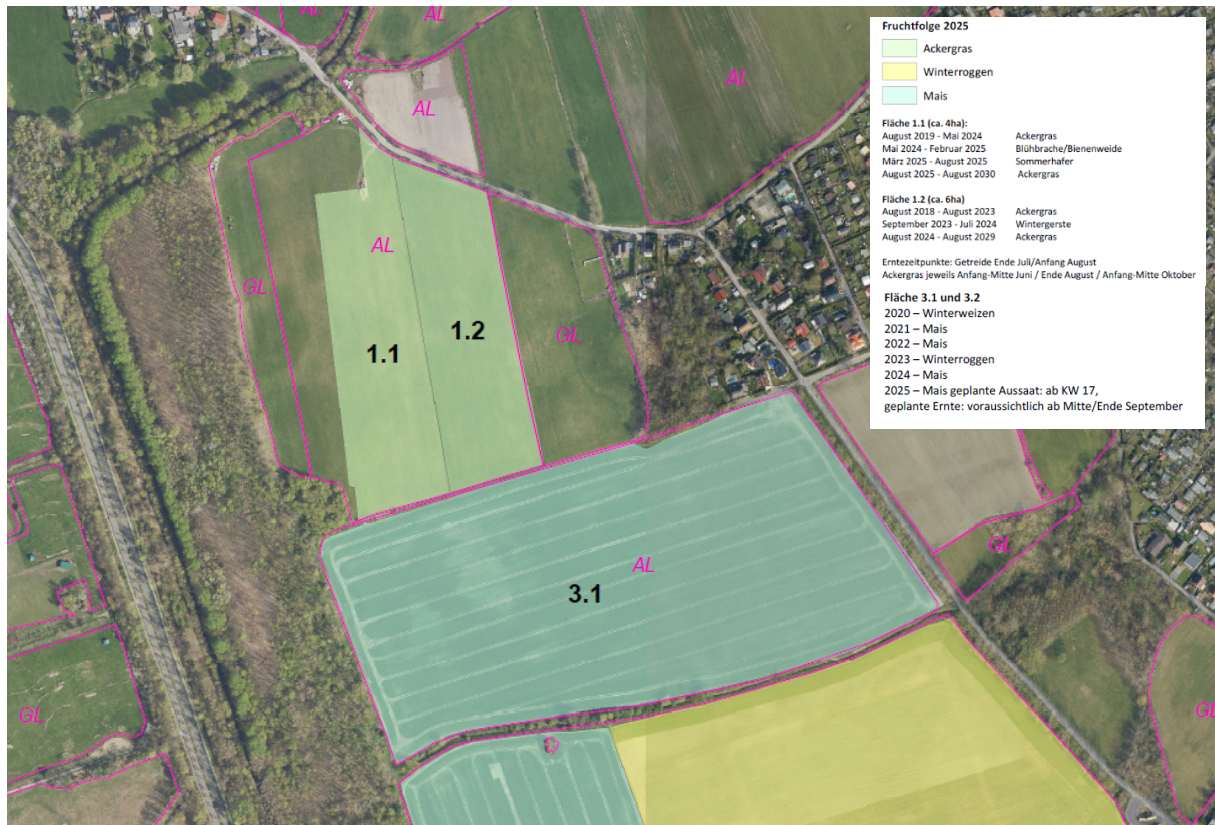 Fruchtfolge 2025
Ackergras
Winterroggen
Mais
Fläche 1.1 (ca. 4ha):
August 2019 - Mai 2024 Ackergras
Mai 2024 - Februar 2025 Blühbrache/Bienenweide
März 2025 - August 2025 Sommerhafer
August 2025 - August 2030 Ackergras
Fläche 1.2 (ca. 6ha)
August 2018 - August 2023 Ackergras
September 2023 - Juli 2024 Wintergerste
August 2024 - August 2029 Ackergras
Erntezeitpunkte: Getreide Ende Juli/Anfang August
Ackergras jeweils Anfang-Mitte Juni / Ende August / Anfang-Mitte Oktober
Fläche 3.1 und 3.2
2020 – Winterweizen
2021 – Mais
2022 – Mais
2023 – Winterroggen
2024 – Mais
2025 – Mais geplante Aussaat: ab KW 17,
geplante Ernte: voraussichtlich ab Mitte/Ende September
AL
AL
AL
AL
AL
GL
GL
1.2
1.1
GL
AL
3.1
GL
GL